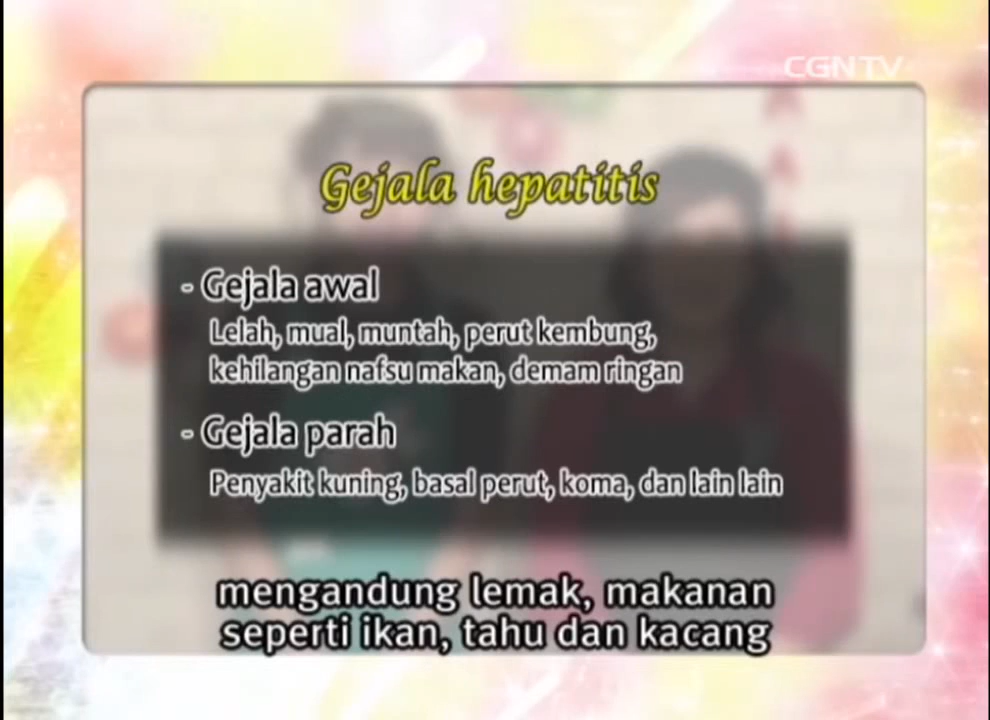 CGNTV
Gejala hepatitis
- Gejala awal
Lelah, mual, muntah, perut kembung,
kehilangan nafsu makan, demam ringan
- Gejala parah
Penyakit kuning, basal perut, koma, dan lain lain
mengandung lemak, makanan
seperti ikan, tahu dan kacang